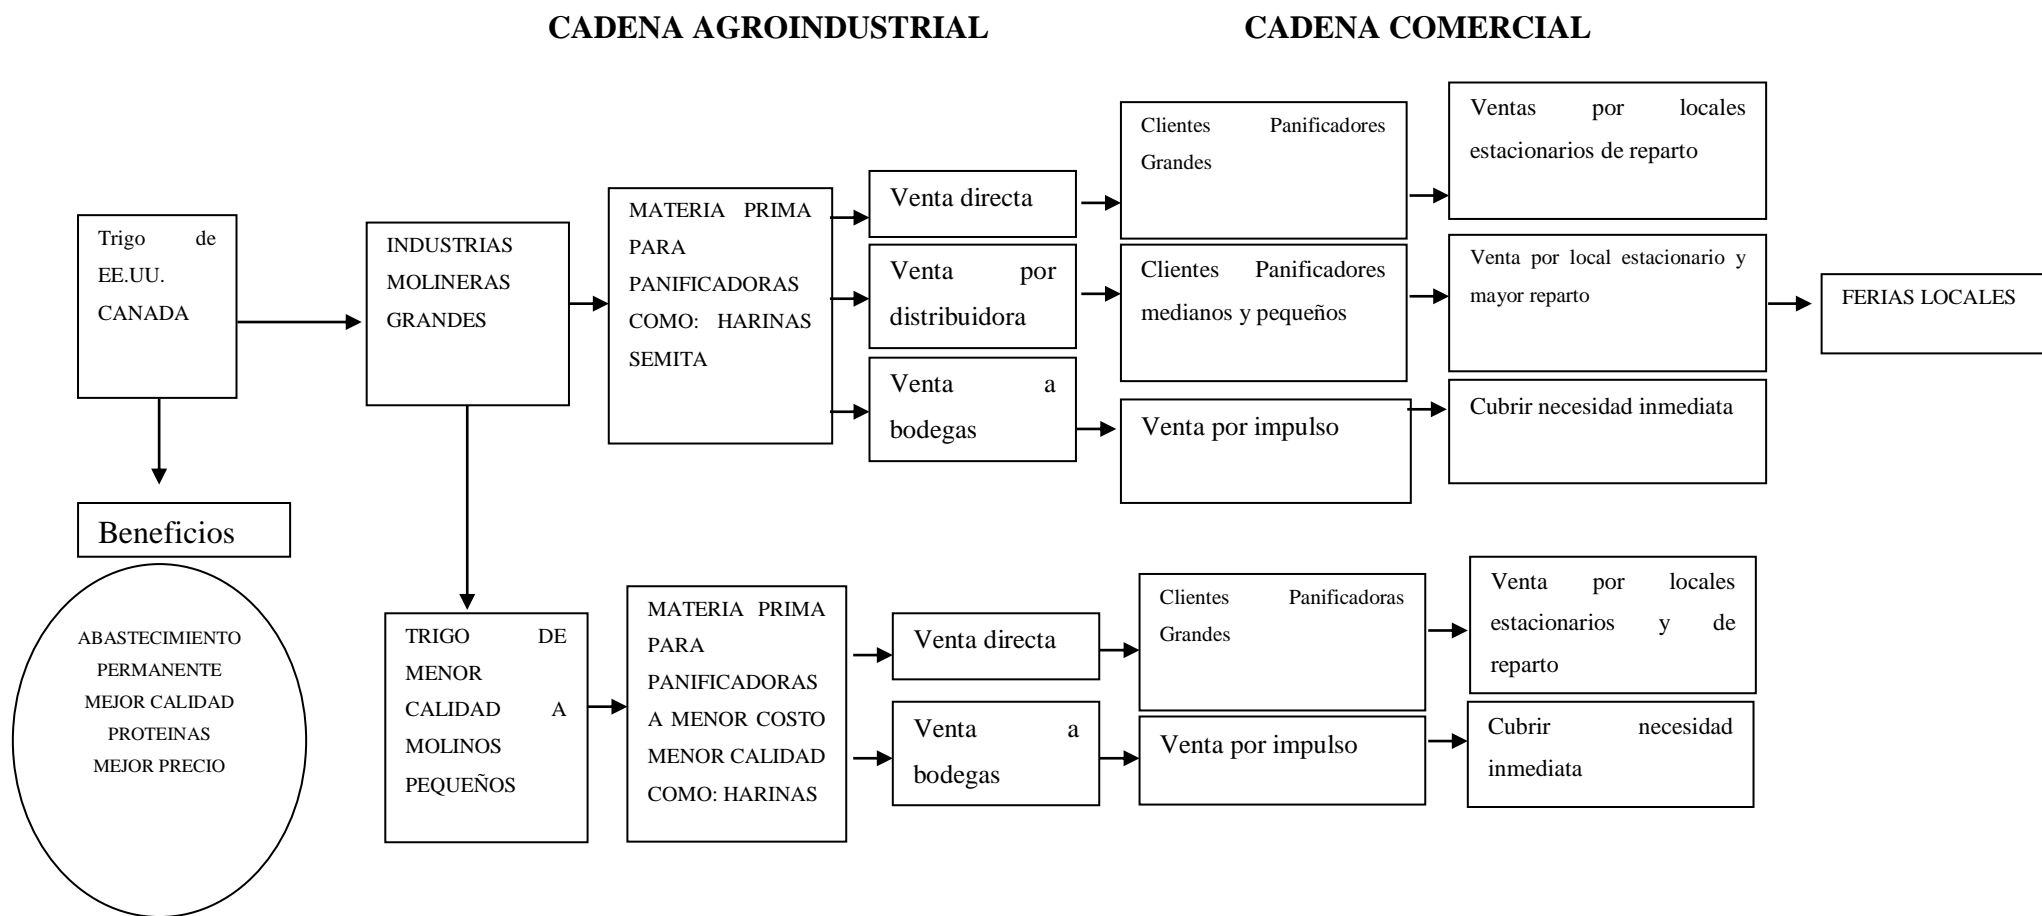 CADENA AGROINDUSTRIAL
CADENA COMERCIAL
Trigo de
EE.UU.
CANADA
INDUSTRIAS
MOLINERAS
GRANDES
MATERIA PRIMA
PARA
PANIFICADORAS
COMO: HARINAS
SEMITA
Venta directa
Venta por
distribuidora
Venta a
bodegas
Clientes Panificadores
Grandes
Clientes Panificadores
medianos y pequeños
Venta por impulso
Ventas por locales
estacionarios de reparto
Venta por local estacionario y
mayor reparto
Cubrir necesidad inmediata
FERIAS LOCALES
Beneficios
ABASTECIMIENTO
PERMANENTE
MEJOR CALIDAD
PROTEINAS
MEJOR PRECIO
TRIGO DE
MENOR
CALIDAD A
MOLINOS
PEQUEÑOS
MATERIA PRIMA
PARA
PANIFICADORAS
A MENOR COSTO
MENOR CALIDAD
COMO: HARINAS
Venta directa
Venta a
bodegas
Clientes Panificadoras
Grandes
Venta por impulso
Venta por locales
estacionarios y de
reparto
Cubrir necesidad
inmediata